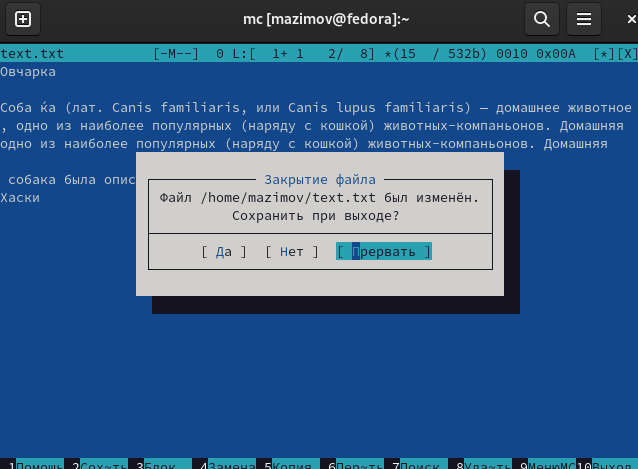 mc [mazimov@fedora]:~
text.txt [-M--] 0 L:[ 1+ 1 2/ 8] *(15 / 532b) 0010 0x00A [*][X]
Овчарка
Соба ќа (лат. Canis familiaris, или Canis lupus familiaris) — домашнее животное
, одно из наиболее популярных (наряду с кошкой) животных-компаньонов. Домашняя
одно из наиболее популярных (наряду с кошкой) животных-компаньонов. Домашняя
собака была опис
Хаски
Закрытие файла
Файл /home/mazimov/text.txt был изменён.
Сохранить при выходе?
[ Да ] [ Нет ] [ Прервать ]
1Помощь 2Сох~ть 3Блок 4Замена 5Копия 6Пер~ть 7Поиск 8Уда~ть 9МенюМС 10Выход